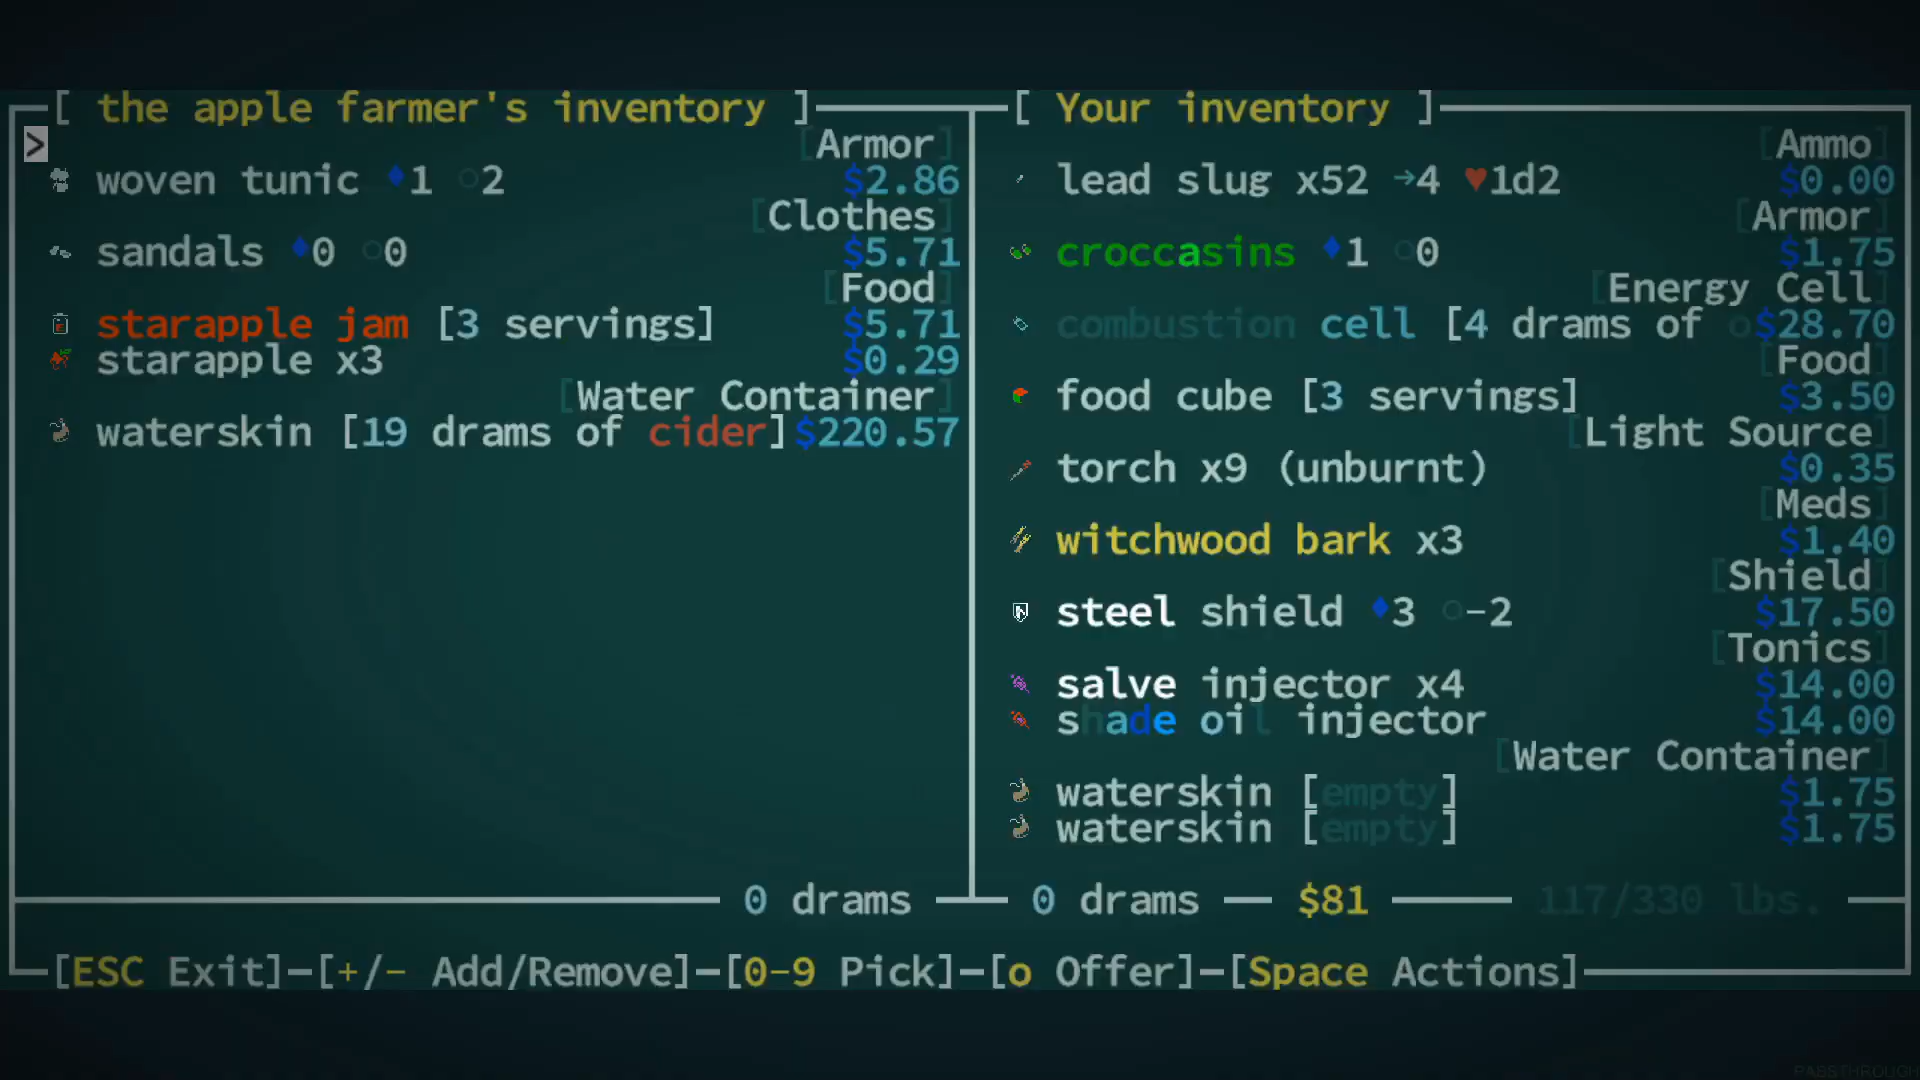 [ the apple farmer's inventory ]
>
[Armor]
woven tunic ♦1 ○2 $2.86
[Clothes]
sandals ♦0 ○0 $5.71
[Food]
starapple jam [3 servings] $5.71
starapple x3 $0.29
[Water Container]
waterskin [19 drams of cider] $220.57
0 drams
[ Your inventory ]
[Ammo]
lead slug x52 →4 ♥1d2 $0.00
[Armor]
croccasins ♦1 ○0 $1.75
[Energy Cell]
combustion cell [4 drams of o$28.70
[Food]
food cube [3 servings] $3.50
[Light Source]
torch x9 (unburnt) $0.35
[Meds]
witchwood bark x3 $1.40
[Shield]
steel shield ♦3 ○-2 $17.50
[Tonics]
salve injector x4 $14.00
shade oil injector $14.00
[Water Container]
waterskin [empty] $1.75
waterskin [empty] $1.75
0 drams — $81 — 117/330 lbs.
[ESC Exit]—[+/- Add/Remove]—[0-9 Pick]—[o Offer]—[Space Actions]
PASSTHROUGH